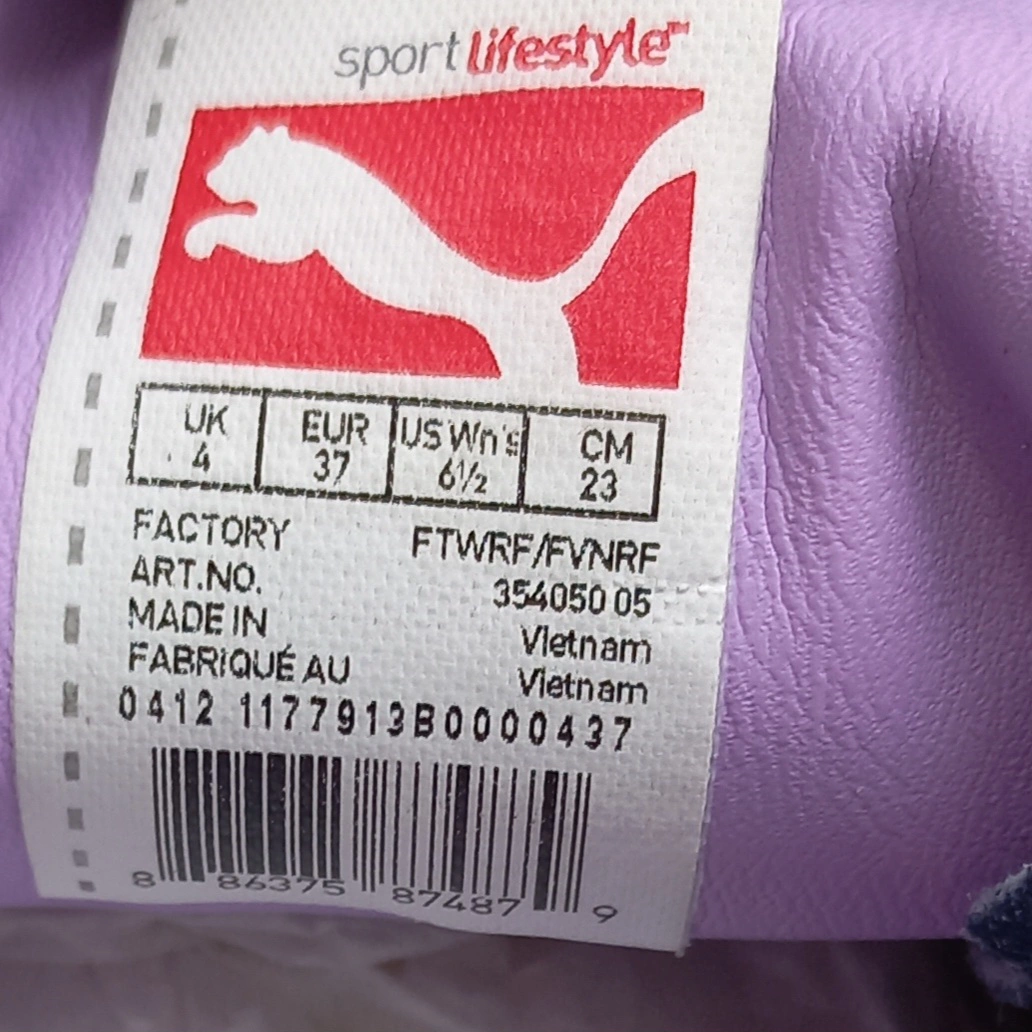 sport lifestyle™
UK EUR US Wn's CM
4 37 6½ 23
FACTORY FTWRF/FVNRF
ART.NO. 354050 05
MADE IN Vietnam
FABRIQUÉ AU Vietnam
0412 1177913B0000437
8 86375 87487 9